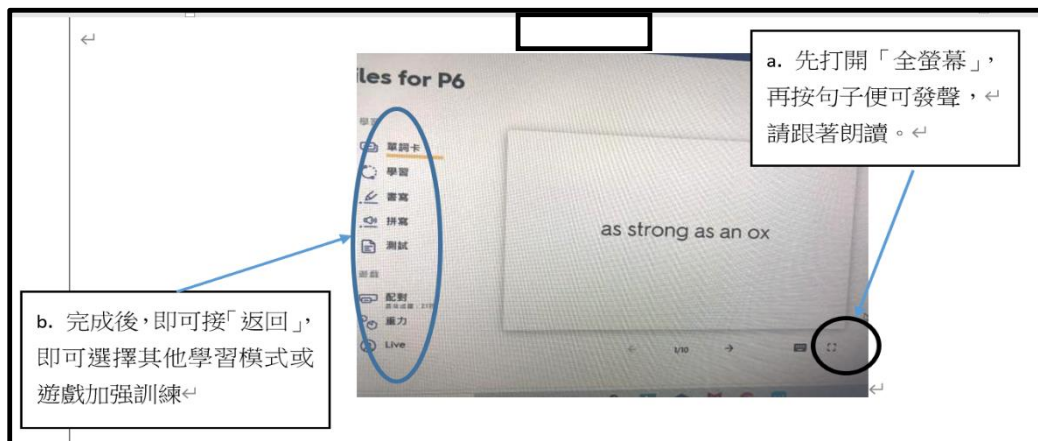 a. 先打開「全螢幕」,
再按句子便可發聲,
請跟著朗讀。
iles for P6
單詞卡
學習
書寫
拼寫
測試
遊戲
配對
重力
Live
as strong as an ox
1/10
b. 完成後,即可按「返回」,
即可選擇其他學習模式或
遊戲加强訓練